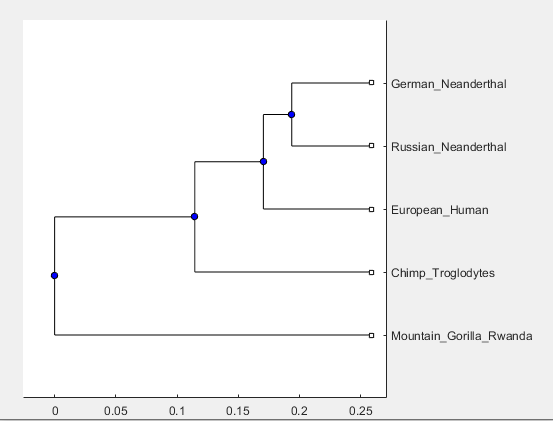 German_Neanderthal
Russian_Neanderthal
European_Human
Chimp_Troglodytes
Mountain_Gorilla_Rwanda
0 0.05 0.1 0.15 0.2 0.25